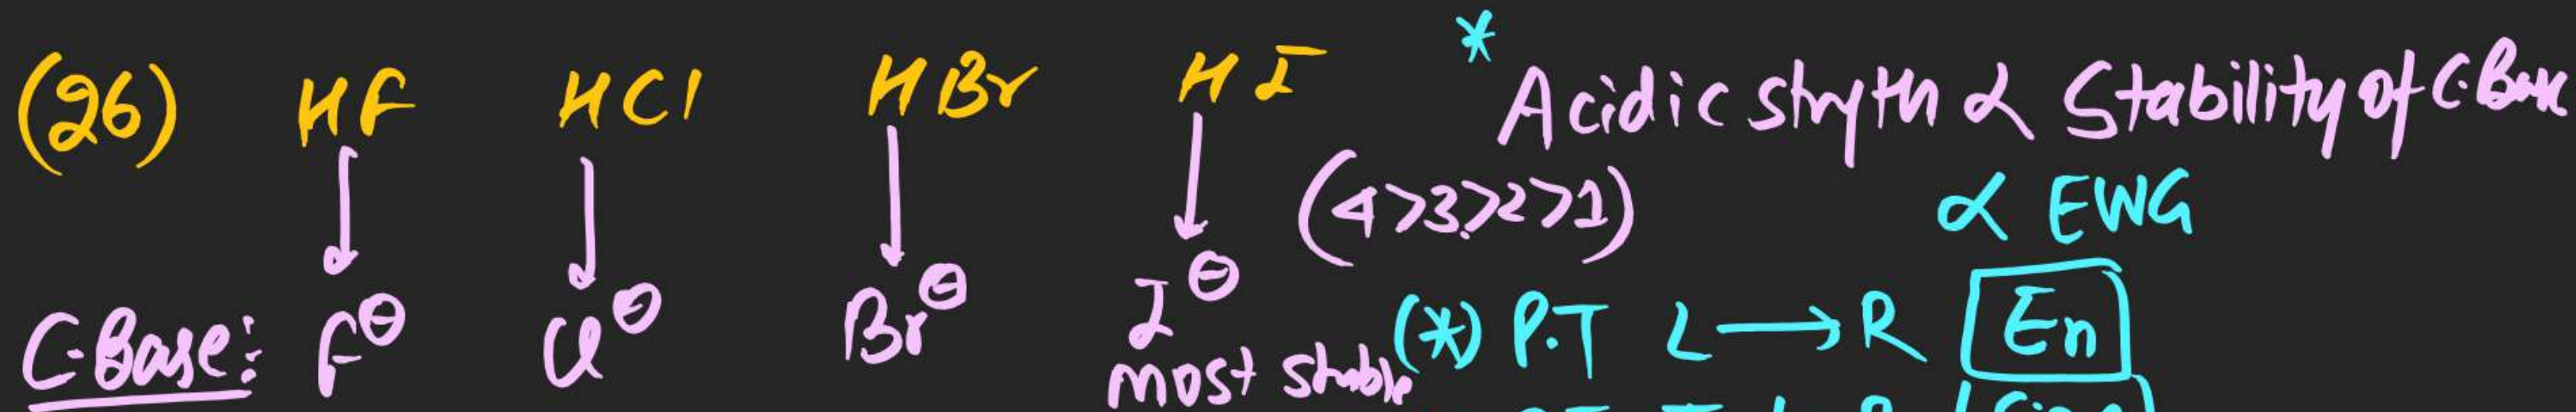 (26) HF HCl HBr HI * Acidic stryth α Stability of C-Base
(4>3>2>1) α EWG
C-Base: F⊖ Cl⊖ Br⊖ I⊖ (*) P.T L → R En
most stable